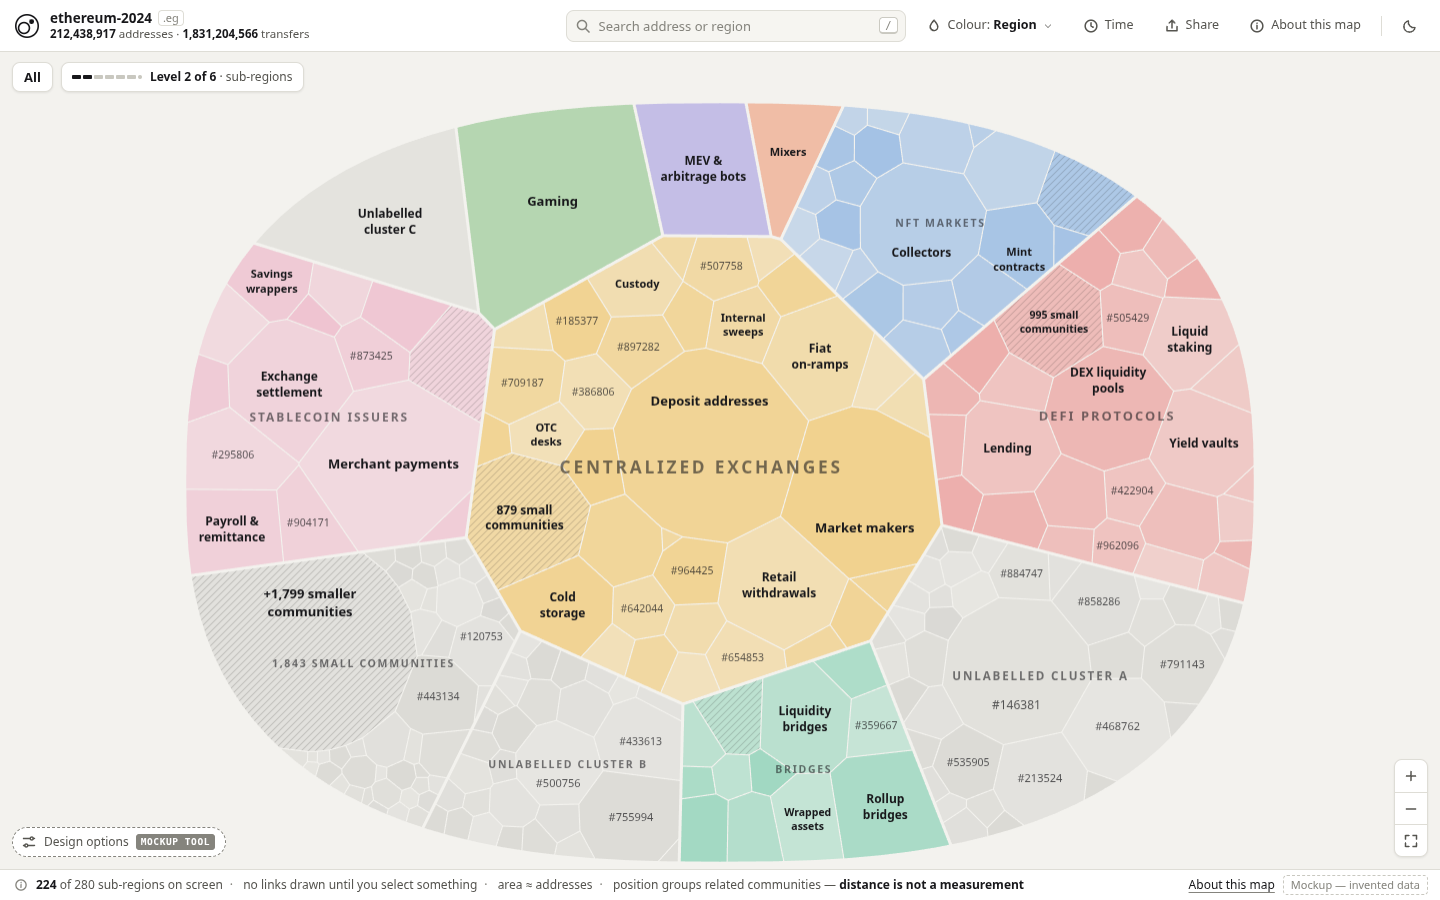 ethereum-2024 .eg
212,438,917 addresses · 1,831,204,566 transfers
Search address or region /
Colour: Region
Time
Share
About this map
All
Level 2 of 6 · sub-regions
Unlabelled
cluster C
Gaming
MEV &
arbitrage bots
Mixers
NFT MARKETS
Collectors
Mint
contracts
Savings
wrappers
#873425
Exchange
settlement
STABLECOIN ISSUERS
#295806
Merchant payments
Payroll &
remittance
#904171
#507758
Custody
#185377
Internal
sweeps
#897282
Fiat
on-ramps
#709187
#386806
Deposit addresses
OTC
desks
CENTRALIZED EXCHANGES
879 small
communities
Market makers
#964425
Retail
withdrawals
Cold
storage
#642044
#654853
995 small
communities
#505429
Liquid
staking
DEX liquidity
pools
DEFI PROTOCOLS
Lending
Yield vaults
#422904
#962096
+1,799 smaller
communities
#120753
1,843 SMALL COMMUNITIES
#443134
#433613
UNLABELLED CLUSTER B
#500756
#755994
Liquidity
bridges
#359667
BRIDGES
Wrapped
assets
Rollup
bridges
#884747
#858286
#791143
UNLABELLED CLUSTER A
#146381
#468762
#535905
#213524
+
−
Design options MOCKUP TOOL
224 of 280 sub-regions on screen · no links drawn until you select something · area ≈ addresses · position groups related communities — distance is not a measurement
About this map
Mockup — invented data